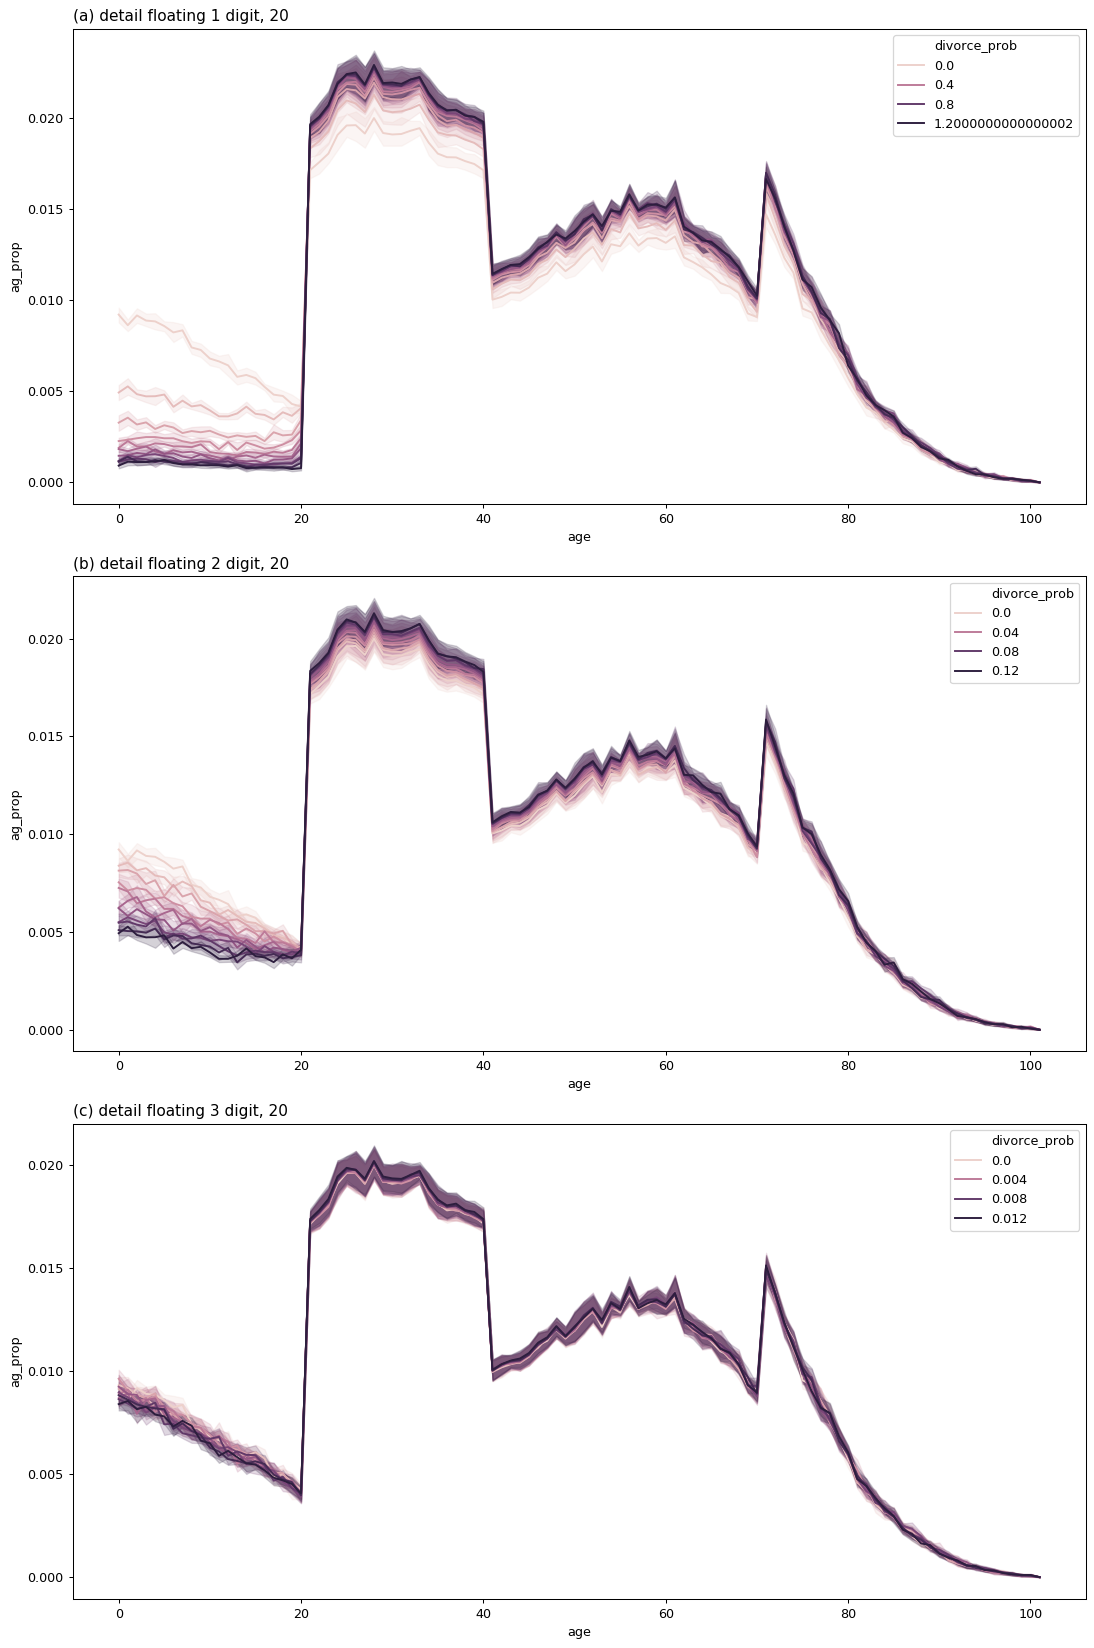 (a) detail floating 1 digit, 20
divorce_prob
0.0
0.4
0.8
1.2000000000000002
0.020
0.015
0.010
0.005
0.000
ag_prop
0 20 40 60 80 100
age
(b) detail floating 2 digit, 20
divorce_prob
0.0
0.04
0.08
0.12
0.020
0.015
0.010
0.005
0.000
ag_prop
0 20 40 60 80 100
age
(c) detail floating 3 digit, 20
divorce_prob
0.0
0.004
0.008
0.012
0.020
0.015
0.010
0.005
0.000
ag_prop
0 20 40 60 80 100
age